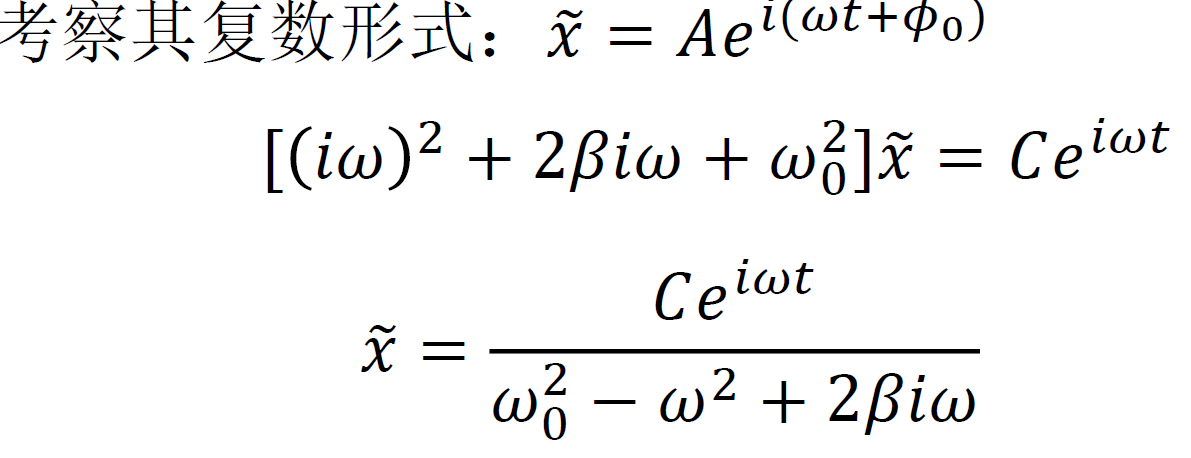 考察其复数形式：x̃ = Ae^{i(ωt+ϕ₀)}
[(iω)² + 2βiω + ω₀²]x̃ = Ce^{iωt}
x̃ = \frac{Ce^{iωt}}{ω₀² − ω² + 2βiω}